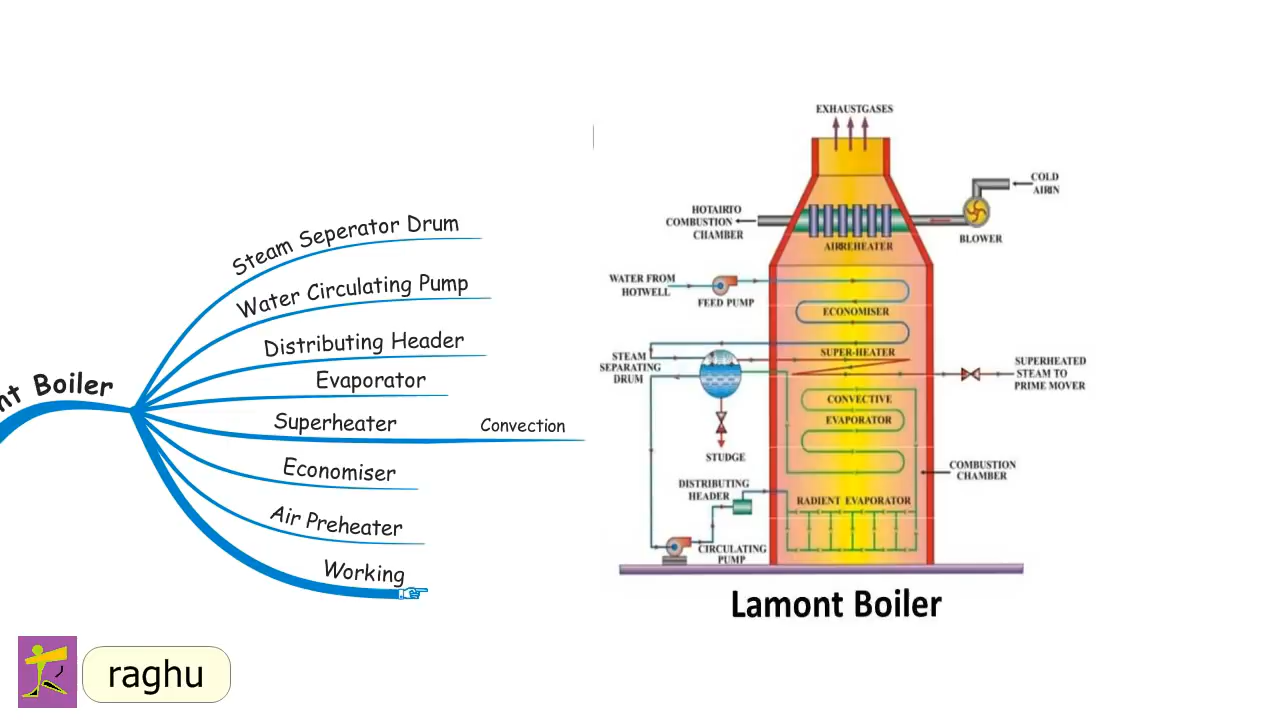 Steam Seperator Drum
Water Circulating Pump
Distributing Header
nt Boiler
Evaporator
Superheater
Convection
Economiser
Air Preheater
Working
raghu
EXHAUSTGASES
COLD
AIRIN
BLOWER
HOTAIRTO
COMBUSTION
CHAMBER
AIRREHEATER
WATER FROM
HOTWELL
FEED PUMP
ECONOMISER
SUPER-HEATER
STEAM
SEPARATING
DRUM
SUPERHEATED
STEAM TO
PRIME MOVER
CONVECTIVE
EVAPORATOR
STUDGE
COMBUSTION
CHAMBER
DISTRIBUTING
HEADER
RADIENT EVAPORATOR
CIRCULATING
PUMP
Lamont Boiler